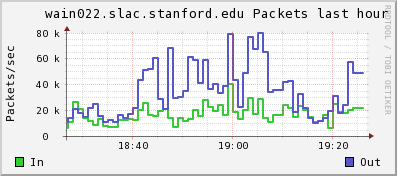 wain022.slac.stanford.edu Packets last hour
Packets/sec
80 k
60 k
40 k
20 k
0
18:40 19:00 19:20
In Out
RRDTOOL / TOBI OETIKER